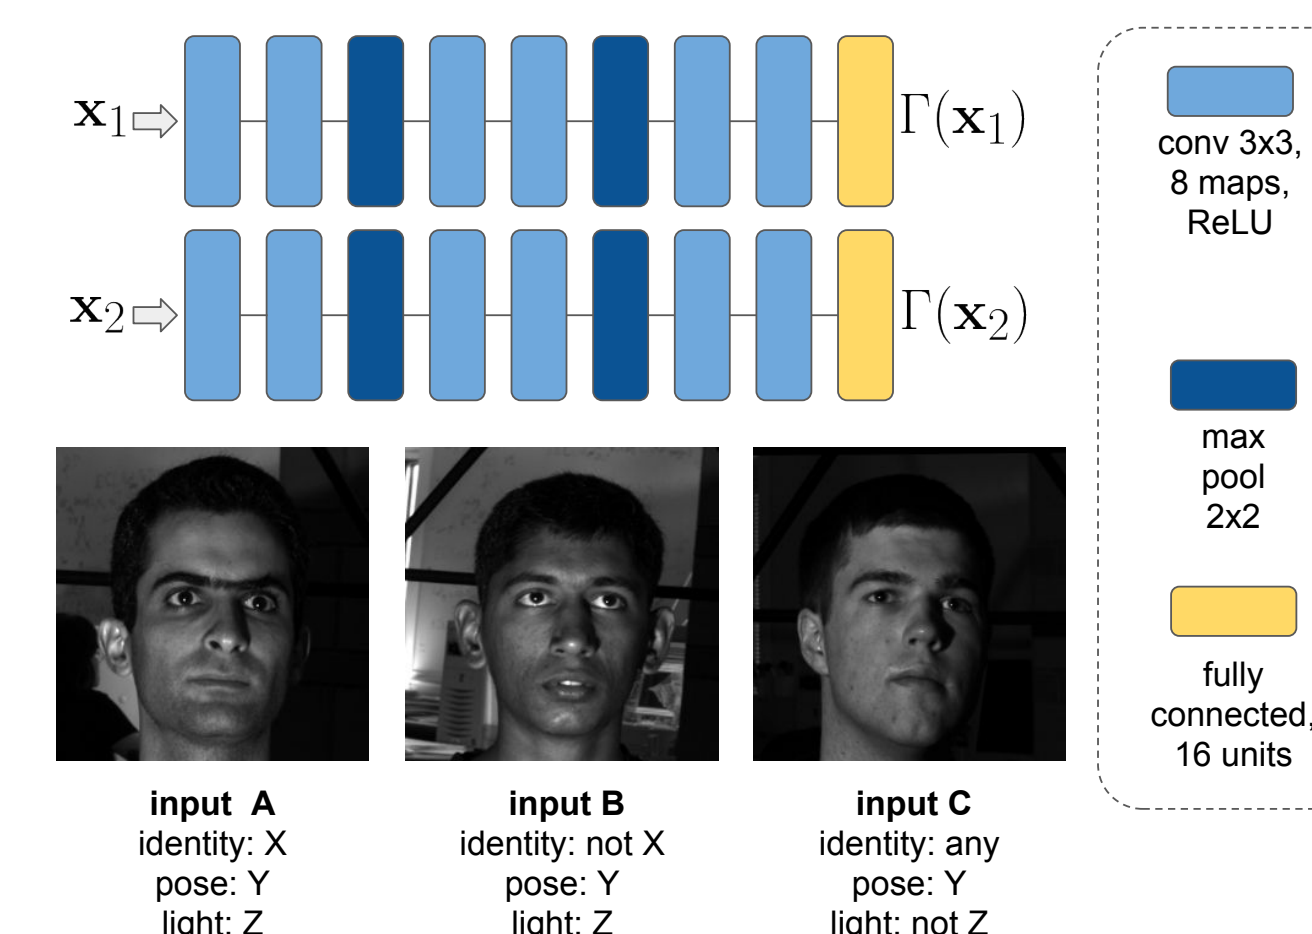 x₁ Γ(x₁)
x₂ Γ(x₂)
conv 3x3,
8 maps,
ReLU
max
pool
2x2
fully
connected,
16 units
input A
identity: X
pose: Y
light: Z
input B
identity: not X
pose: Y
light: Z
input C
identity: any
pose: Y
light: not Z